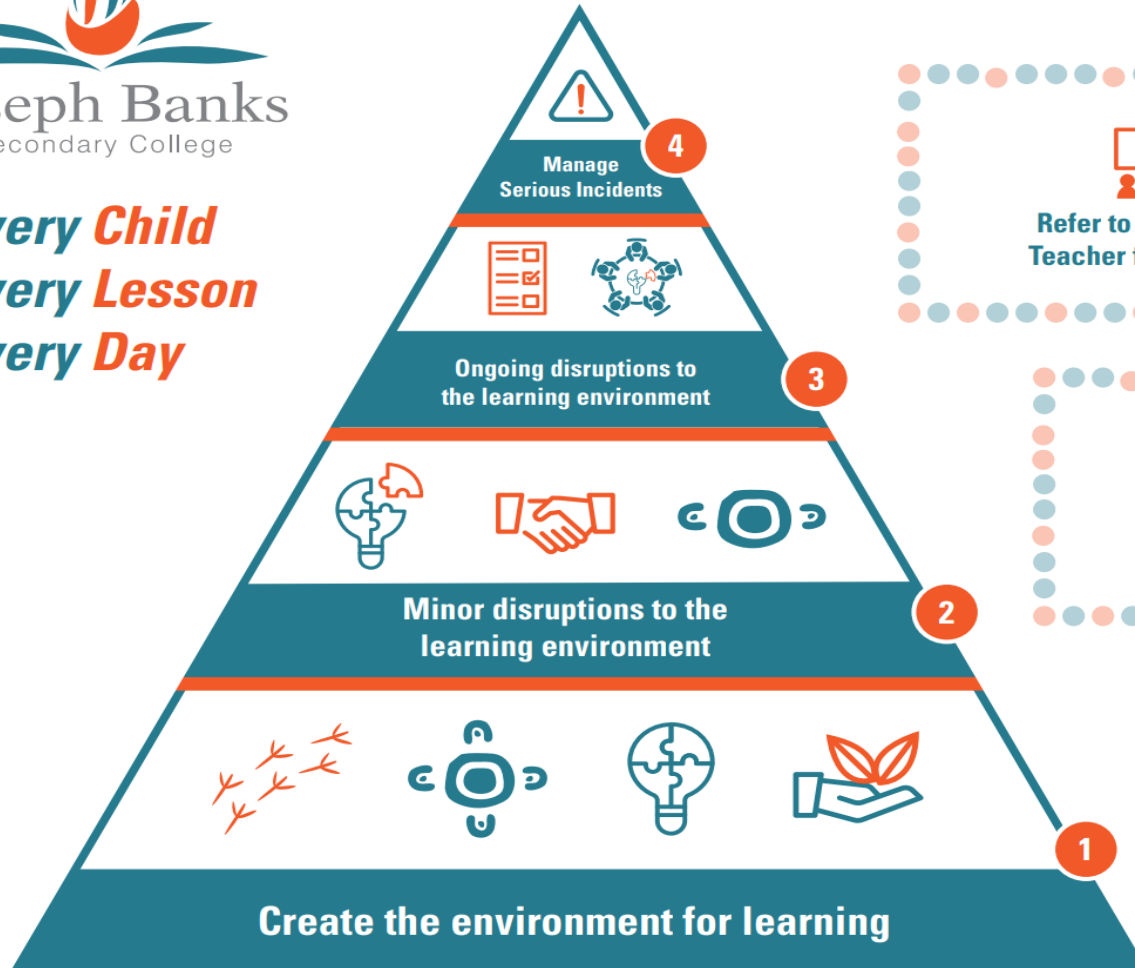 seph Banks
econdary College
very Child
very Lesson
very Day
!
4
Manage
Serious Incidents
3
Ongoing disruptions to
the learning environment
2
Minor disruptions to the
learning environment
1
Create the environment for learning
Refer to
Teacher